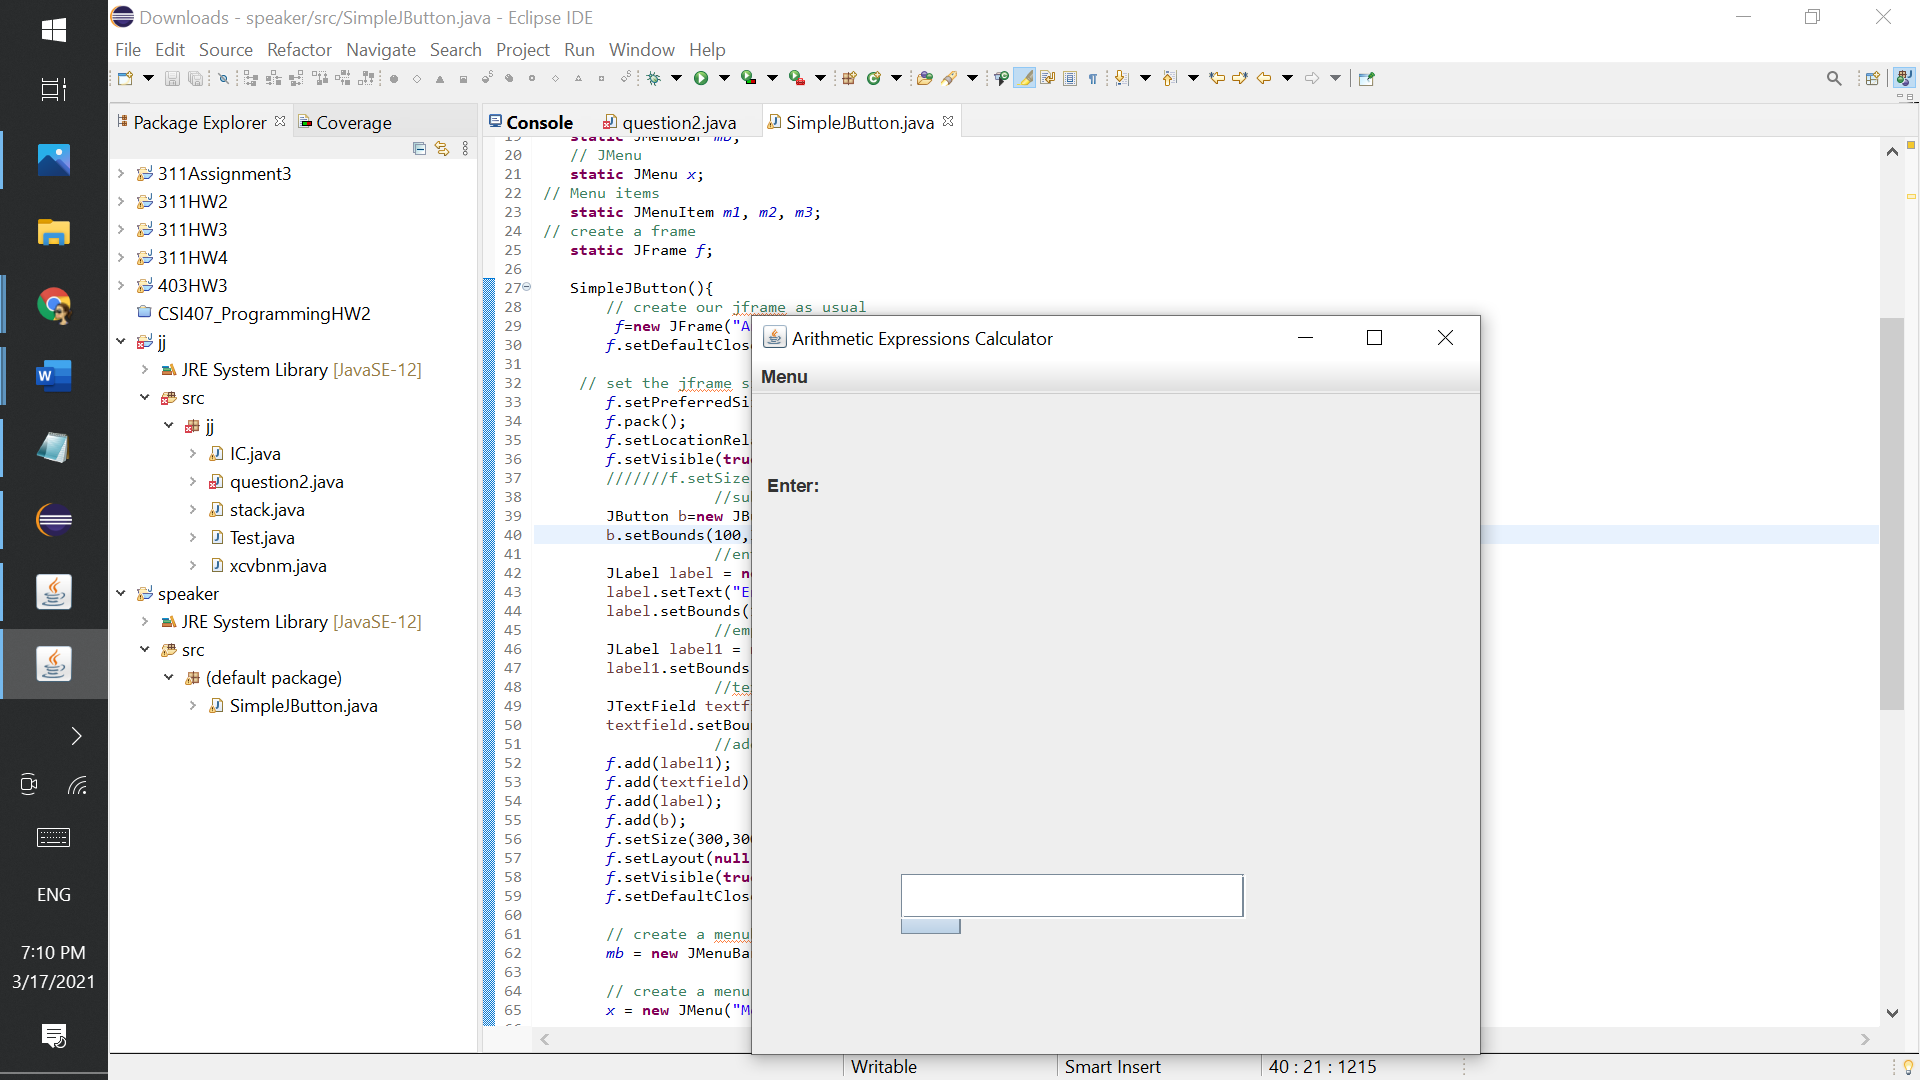 Downloads - speaker/src/SimpleJButton.java - Eclipse IDE
File Edit Source Refactor Navigate Search Project Run Window Help
Package Explorer Coverage
Console question2.java SimpleJButton.java
311Assignment3
311HW2
311HW3
311HW4
403HW3
CSI407_ProgrammingHW2
jj
JRE System Library [JavaSE-12]
src
jj
IC.java
question2.java
stack.java
Test.java
xcvbnm.java
speaker
JRE System Library [JavaSE-12]
src
(default package)
SimpleJButton.java
19 static JMenuBar mb;
20 // JMenu
21 static JMenu x;
22 // Menu items
23 static JMenuItem m1, m2, m3;
24 // create a frame
25 static JFrame f;
26
27 SimpleJButton(){
28 // create our jframe as usual
29 f=new JFrame("A
30 f.setDefaultClos
31
32 // set the jframe s
33 f.setPreferredSi
34 f.pack();
35 f.setLocationRel
36 f.setVisible(tru
37 ///////f.setSize
38 //su
39 JButton b=new JB
40 b.setBounds(100,
41 //en
42 JLabel label = n
43 label.setText("E
44 label.setBounds(
45 //em
46 JLabel label1 =
47 label1.setBounds
48 //te
49 JTextField textf
50 textfield.setBou
51 //ad
52 f.add(label1);
53 f.add(textfield)
54 f.add(label);
55 f.add(b);
56 f.setSize(300,30
57 f.setLayout(null
58 f.setVisible(tru
59 f.setDefaultClos
60
61 // create a menu
62 mb = new JMenuBa
63
64 // create a menu
65 x = new JMenu("M
Arithmetic Expressions Calculator
Menu
Enter:
Writable Smart Insert 40 : 21 : 1215
ENG
7:10 PM
3/17/2021